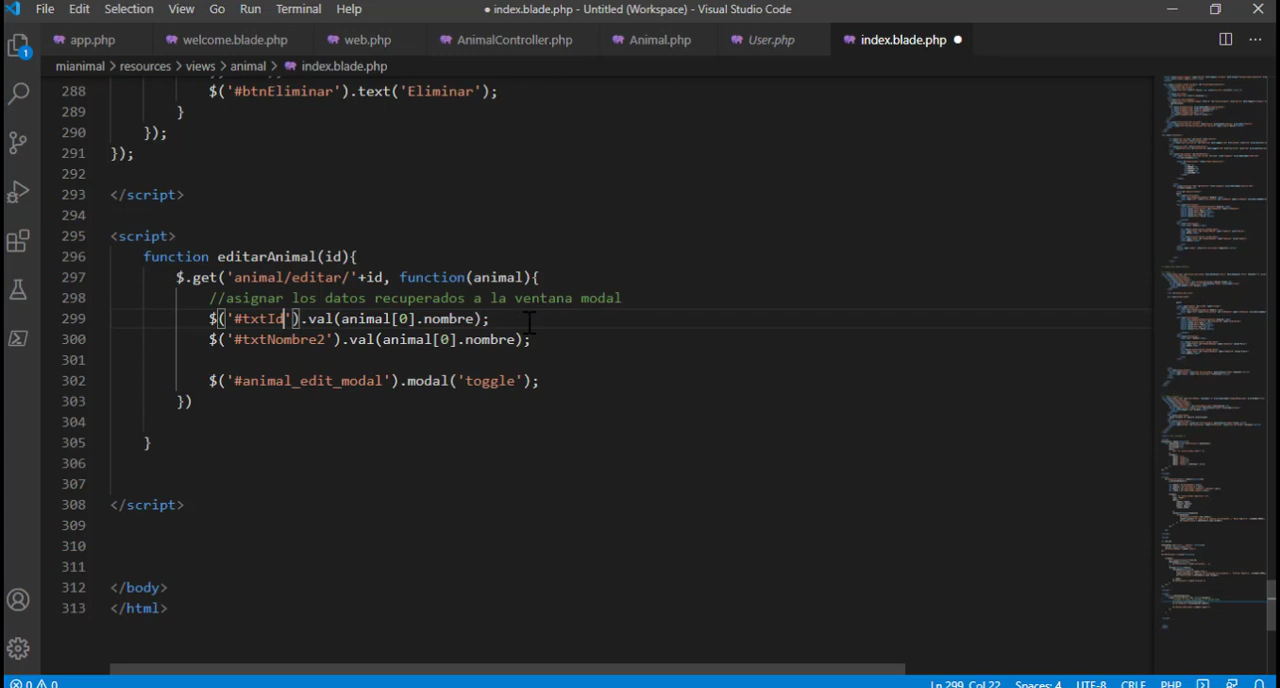 File Edit Selection View Go Run Terminal Help ● index.blade.php - Untitled (Workspace) - Visual Studio Code
app.php welcome.blade.php web.php AnimalController.php Animal.php User.php index.blade.php
mianimal > resources > views > animal > index.blade.php
288 $('#btnEliminar').text('Eliminar');
289 }
290 });
291 });
292
293 </script>
294
295 <script>
296 function editarAnimal(id){
297 $.get('animal/editar/'+id, function(animal){
298 //asignar los datos recuperados a la ventana modal
299 $('#txtId').val(animal[0].nombre);
300 $('#txtNombre2').val(animal[0].nombre);
301
302 $('#animal_edit_modal').modal('toggle');
303 })
304
305 }
306
307
308 </script>
309
310
311
312 </body>
313 </html>
1
0 0 Ln 299, Col 22 Spaces: 4 UTF-8 CRLF PHP